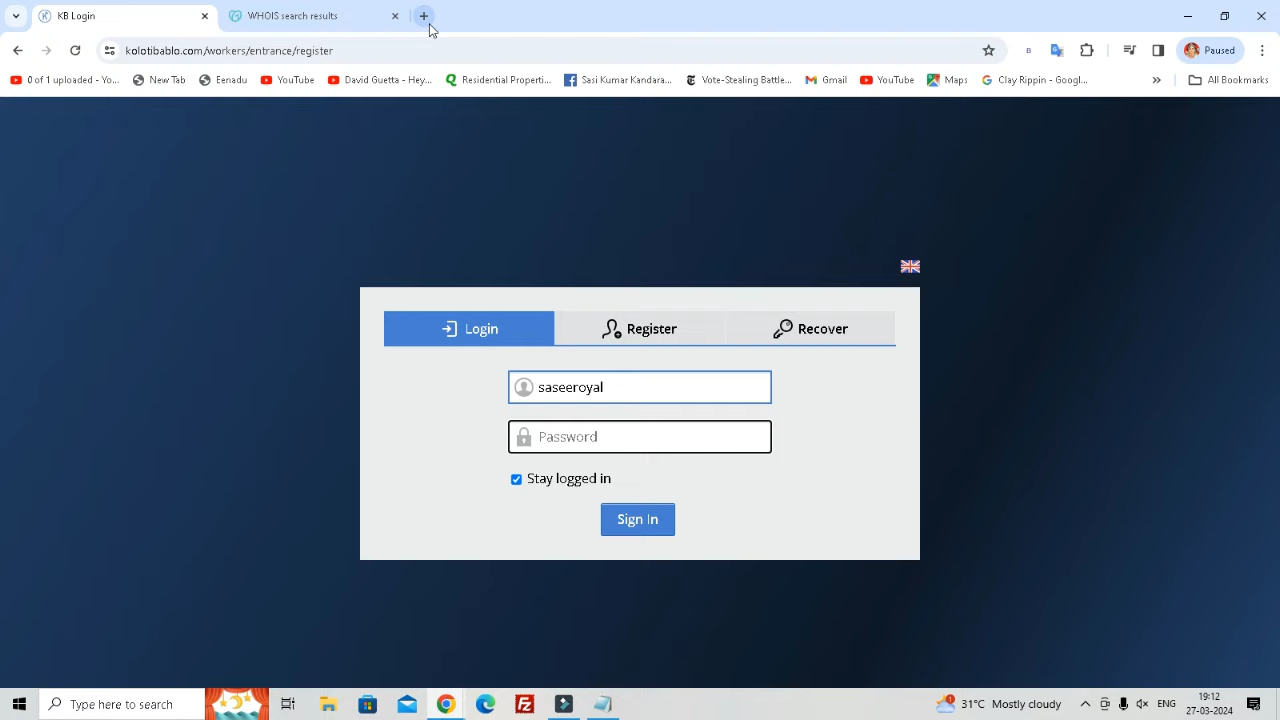 KB Login
WHOIS search results
kolotibablo.com/workers/entrance/register
Paused
0 of 1 uploaded - Yo...
New Tab
Eenadu
YouTube
David Guetta - Hey...
Residential Properti...
Sasi Kumar Kandara...
Vote-Stealing Battle...
Gmail
YouTube
Maps
Clay Rippin - Googl...
All Bookmarks
Login
Register
Recover
saseeroyal
Password
Stay logged in
Sign In
Type here to search
31°C Mostly cloudy
ENG
19:12
27-03-2024